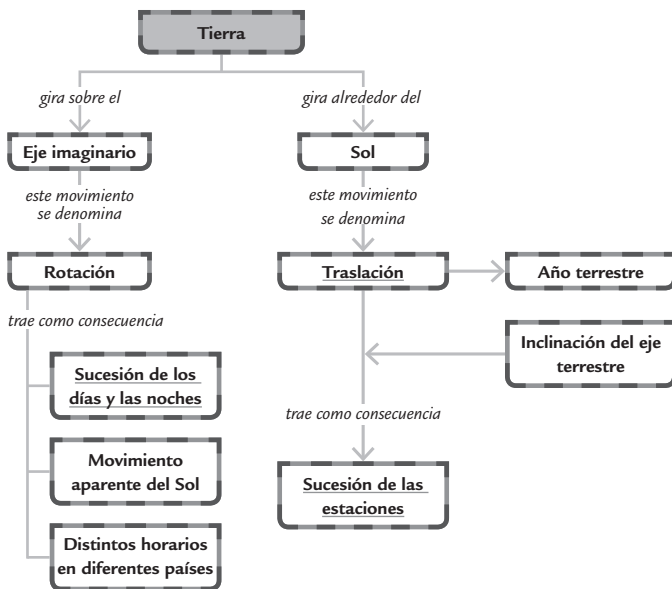 Tierra
gira sobre el
gira alrededor del
Eje imaginario
Sol
este movimiento
se denomina
este movimiento
se denomina
Rotación
Traslación
Año terrestre
trae como consecuencia
Inclinación del eje
terrestre
Sucesión de los
días y las noches
trae como consecuencia
Movimiento
aparente del Sol
Sucesión de las
estaciones
Distintos horarios
en diferentes países